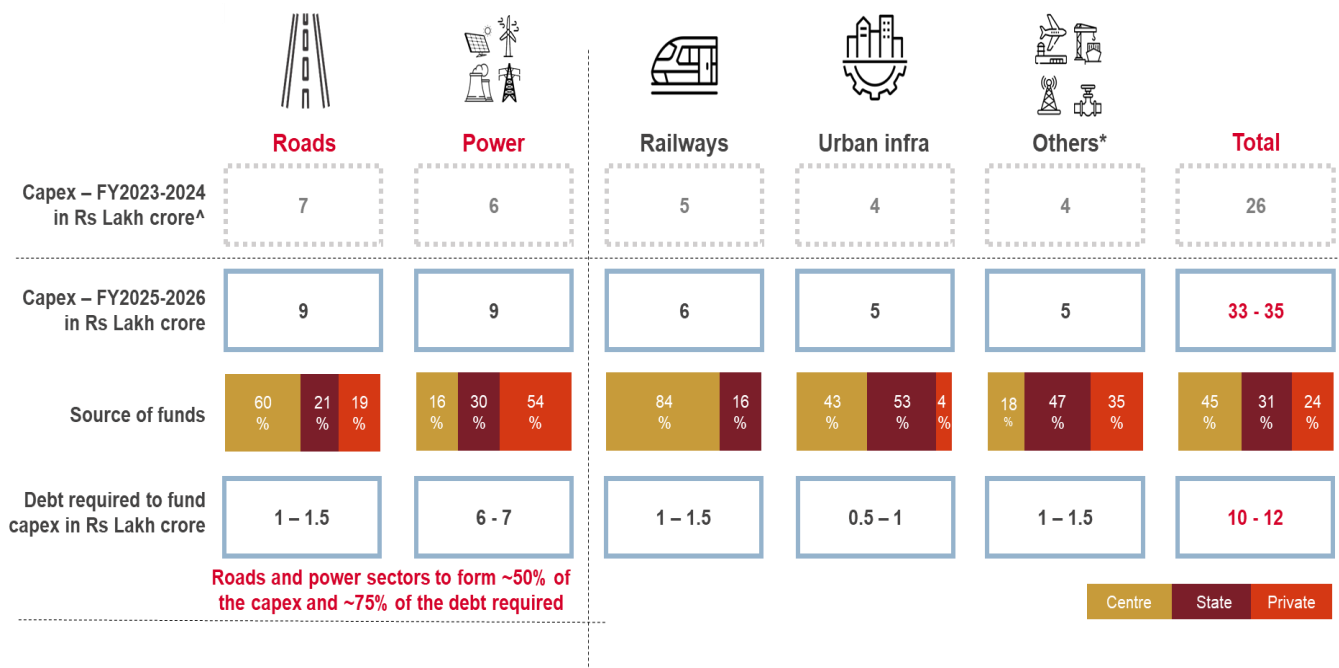 Roads Power Railways Urban infra Others* Total
Capex – FY2023-2024
in Rs Lakh crore^
7 6 5 4 4 26
Capex – FY2025-2026
in Rs Lakh crore
9 9 6 5 5 33 - 35
Source of funds
60 21 19 16 30 54 84 16 43 53 4 18 47 35 45 31 24
% % % % % % % % % % % % % % % % %
Debt required to fund
capex in Rs Lakh crore
1 – 1.5 6 - 7 1 – 1.5 0.5 – 1 1 – 1.5 10 - 12
Roads and power sectors to form ~50% of
the capex and ~75% of the debt required
Centre State Private